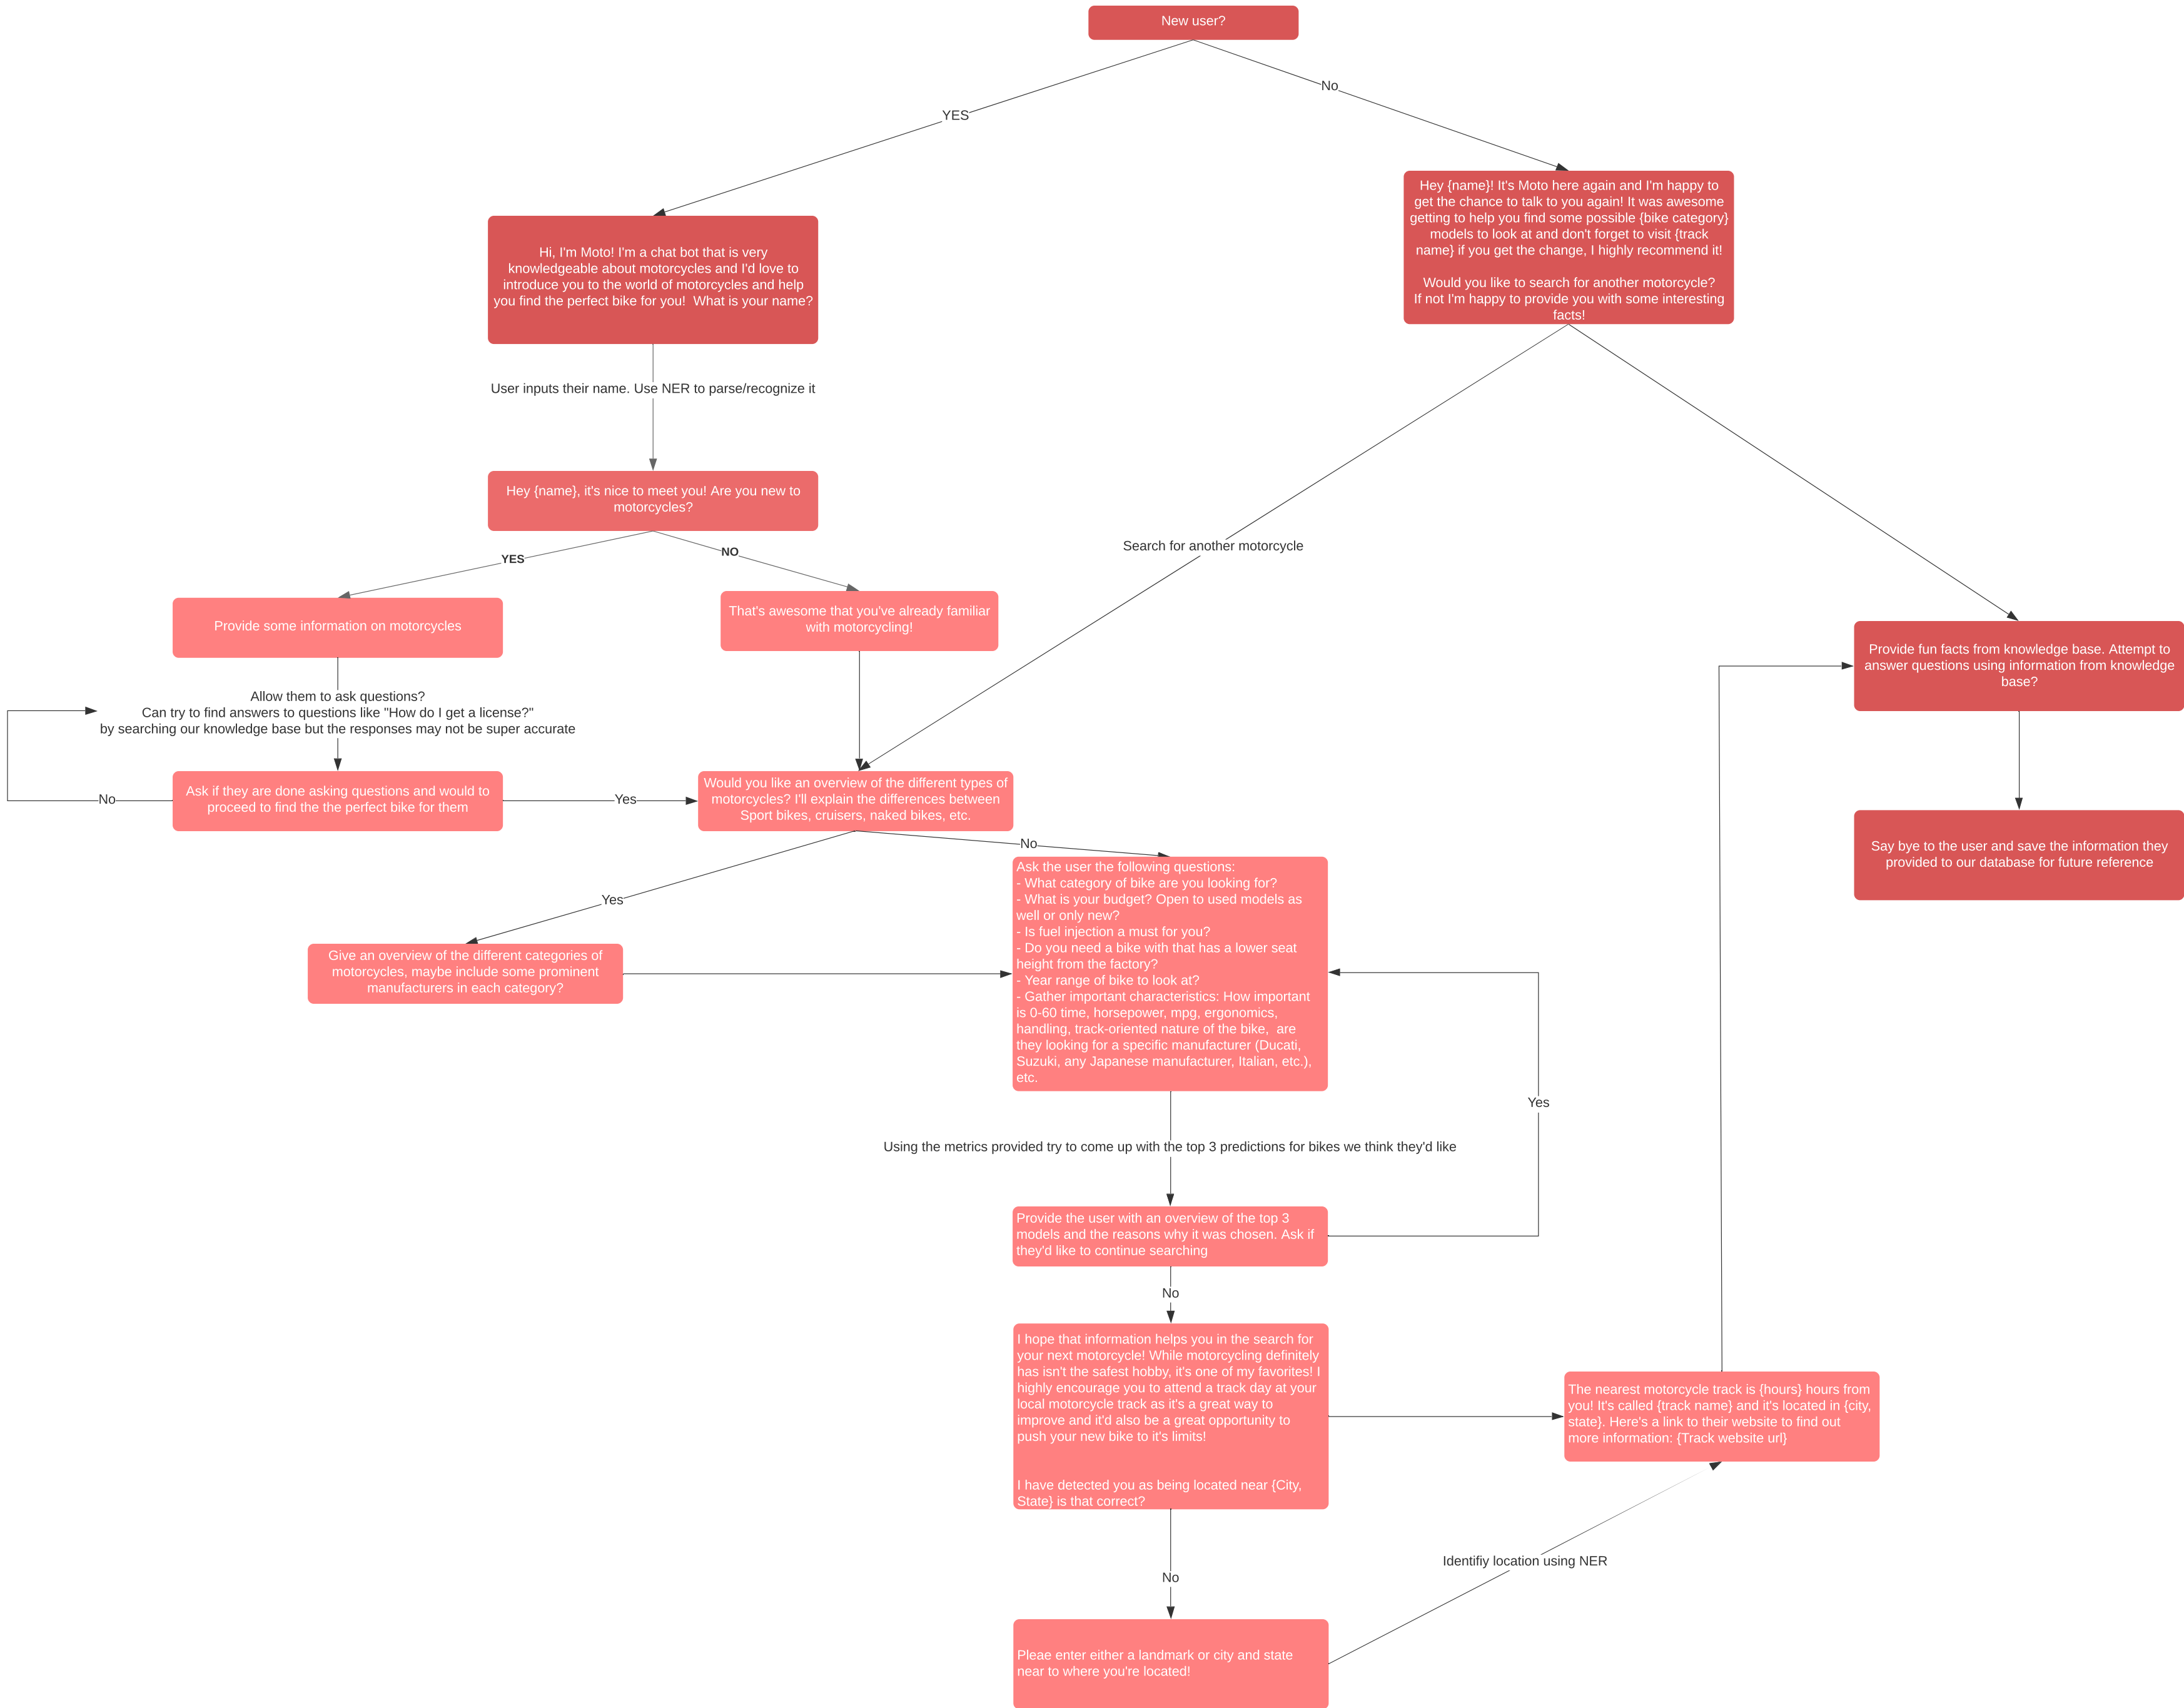 New user?
No
YES
Hey {name}! It's Moto here again and I'm happy to
get the chance to talk to you again! It was awesome
getting to help you find some possible {bike category}
models to look at and don't forget to visit {track
name} if you get the change, I highly recommend it!
Would you like to search for another motorcycle?
If not I'm happy to provide you with some interesting
facts!
Hi, I'm Moto! I'm a chat bot that is very
knowledgeable about motorcycles and I'd love to
introduce you to the world of motorcycles and help
you find the perfect bike for you!  What is your name?
User inputs their name. Use NER to parse/recognize it
Hey {name}, it's nice to meet you! Are you new to
motorcycles?
YES
NO
Search for another motorcycle
Provide some information on motorcycles
That's awesome that you've already familiar
with motorcycling!
Provide fun facts from knowledge base. Attempt to
answer questions using information from knowledge
base?
Allow them to ask questions?
Can try to find answers to questions like "How do I get a license?"
by searching our knowledge base but the responses may not be super accurate
Ask if they are done asking questions and would to
proceed to find the the perfect bike for them
No
Yes
Would you like an overview of the different types of
motorcycles? I'll explain the differences between
Sport bikes, cruisers, naked bikes, etc.
Say bye to the user and save the information they
provided to our database for future reference
No
Yes
Ask the user the following questions:
- What category of bike are you looking for?
- What is your budget? Open to used models as
well or only new?
- Is fuel injection a must for you?
- Do you need a bike with that has a lower seat
height from the factory?
- Year range of bike to look at?
- Gather important characteristics: How important
is 0-60 time, horsepower, mpg, ergonomics,
handling, track-oriented nature of the bike,  are
they looking for a specific manufacturer (Ducati,
Suzuki, any Japanese manufacturer, Italian, etc.),
etc.
Give an overview of the different categories of
motorcycles, maybe include some prominent
manufacturers in each category?
Yes
Using the metrics provided try to come up with the top 3 predictions for bikes we think they'd like
Provide the user with an overview of the top 3
models and the reasons why it was chosen. Ask if
they'd like to continue searching
No
I hope that information helps you in the search for
your next motorcycle! While motorcycling definitely
has isn't the safest hobby, it's one of my favorites! I
highly encourage you to attend a track day at your
local motorcycle track as it's a great way to
improve and it'd also be a great opportunity to
push your new bike to it's limits!
I have detected you as being located near {City,
State} is that correct?
The nearest motorcycle track is {hours} hours from
you! It's called {track name} and it's located in {city,
state}. Here's a link to their website to find out
more information: {Track website url}
Identifiy location using NER
No
Pleae enter either a landmark or city and state
near to where you're located!